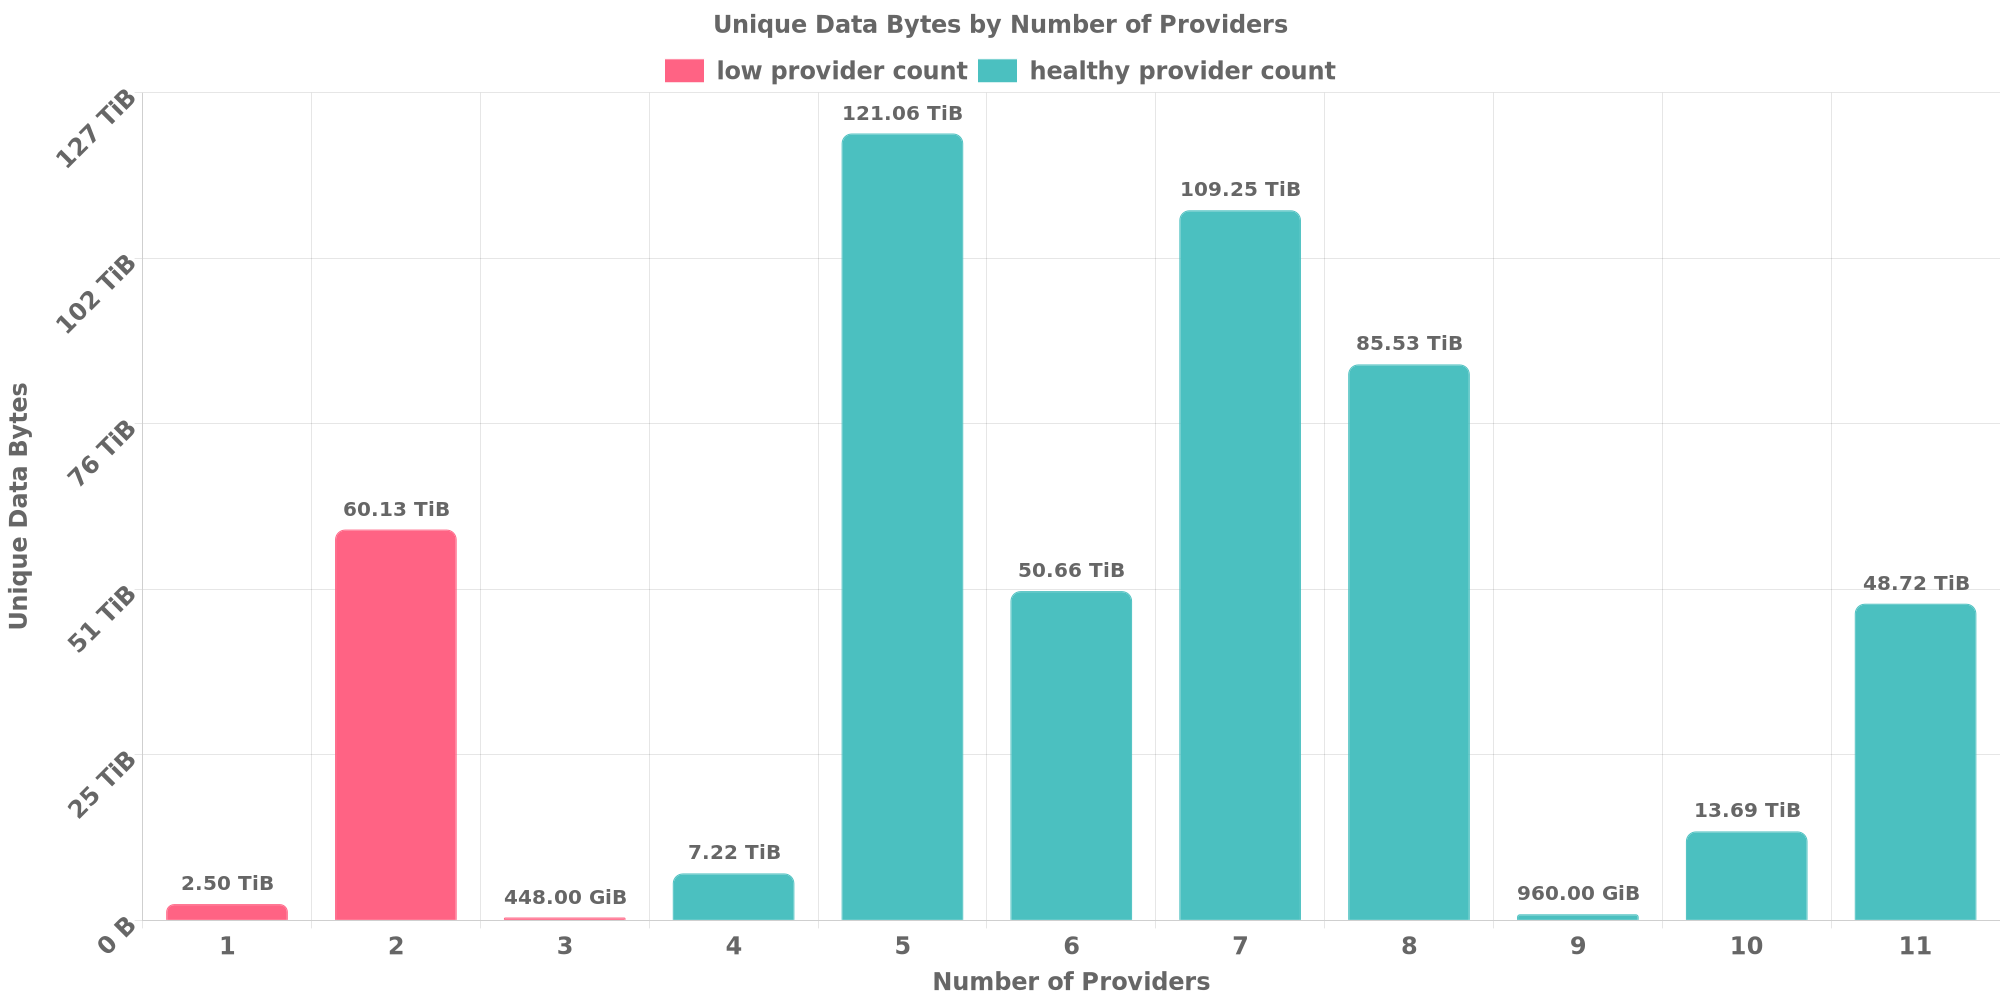 Unique Data Bytes by Number of Providers
low provider count healthy provider count
127 TiB
102 TiB
76 TiB
51 TiB
25 TiB
0 B
Unique Data Bytes
2.50 TiB
60.13 TiB
448.00 GiB
7.22 TiB
121.06 TiB
50.66 TiB
109.25 TiB
85.53 TiB
960.00 GiB
13.69 TiB
48.72 TiB
1 2 3 4 5 6 7 8 9 10 11
Number of Providers